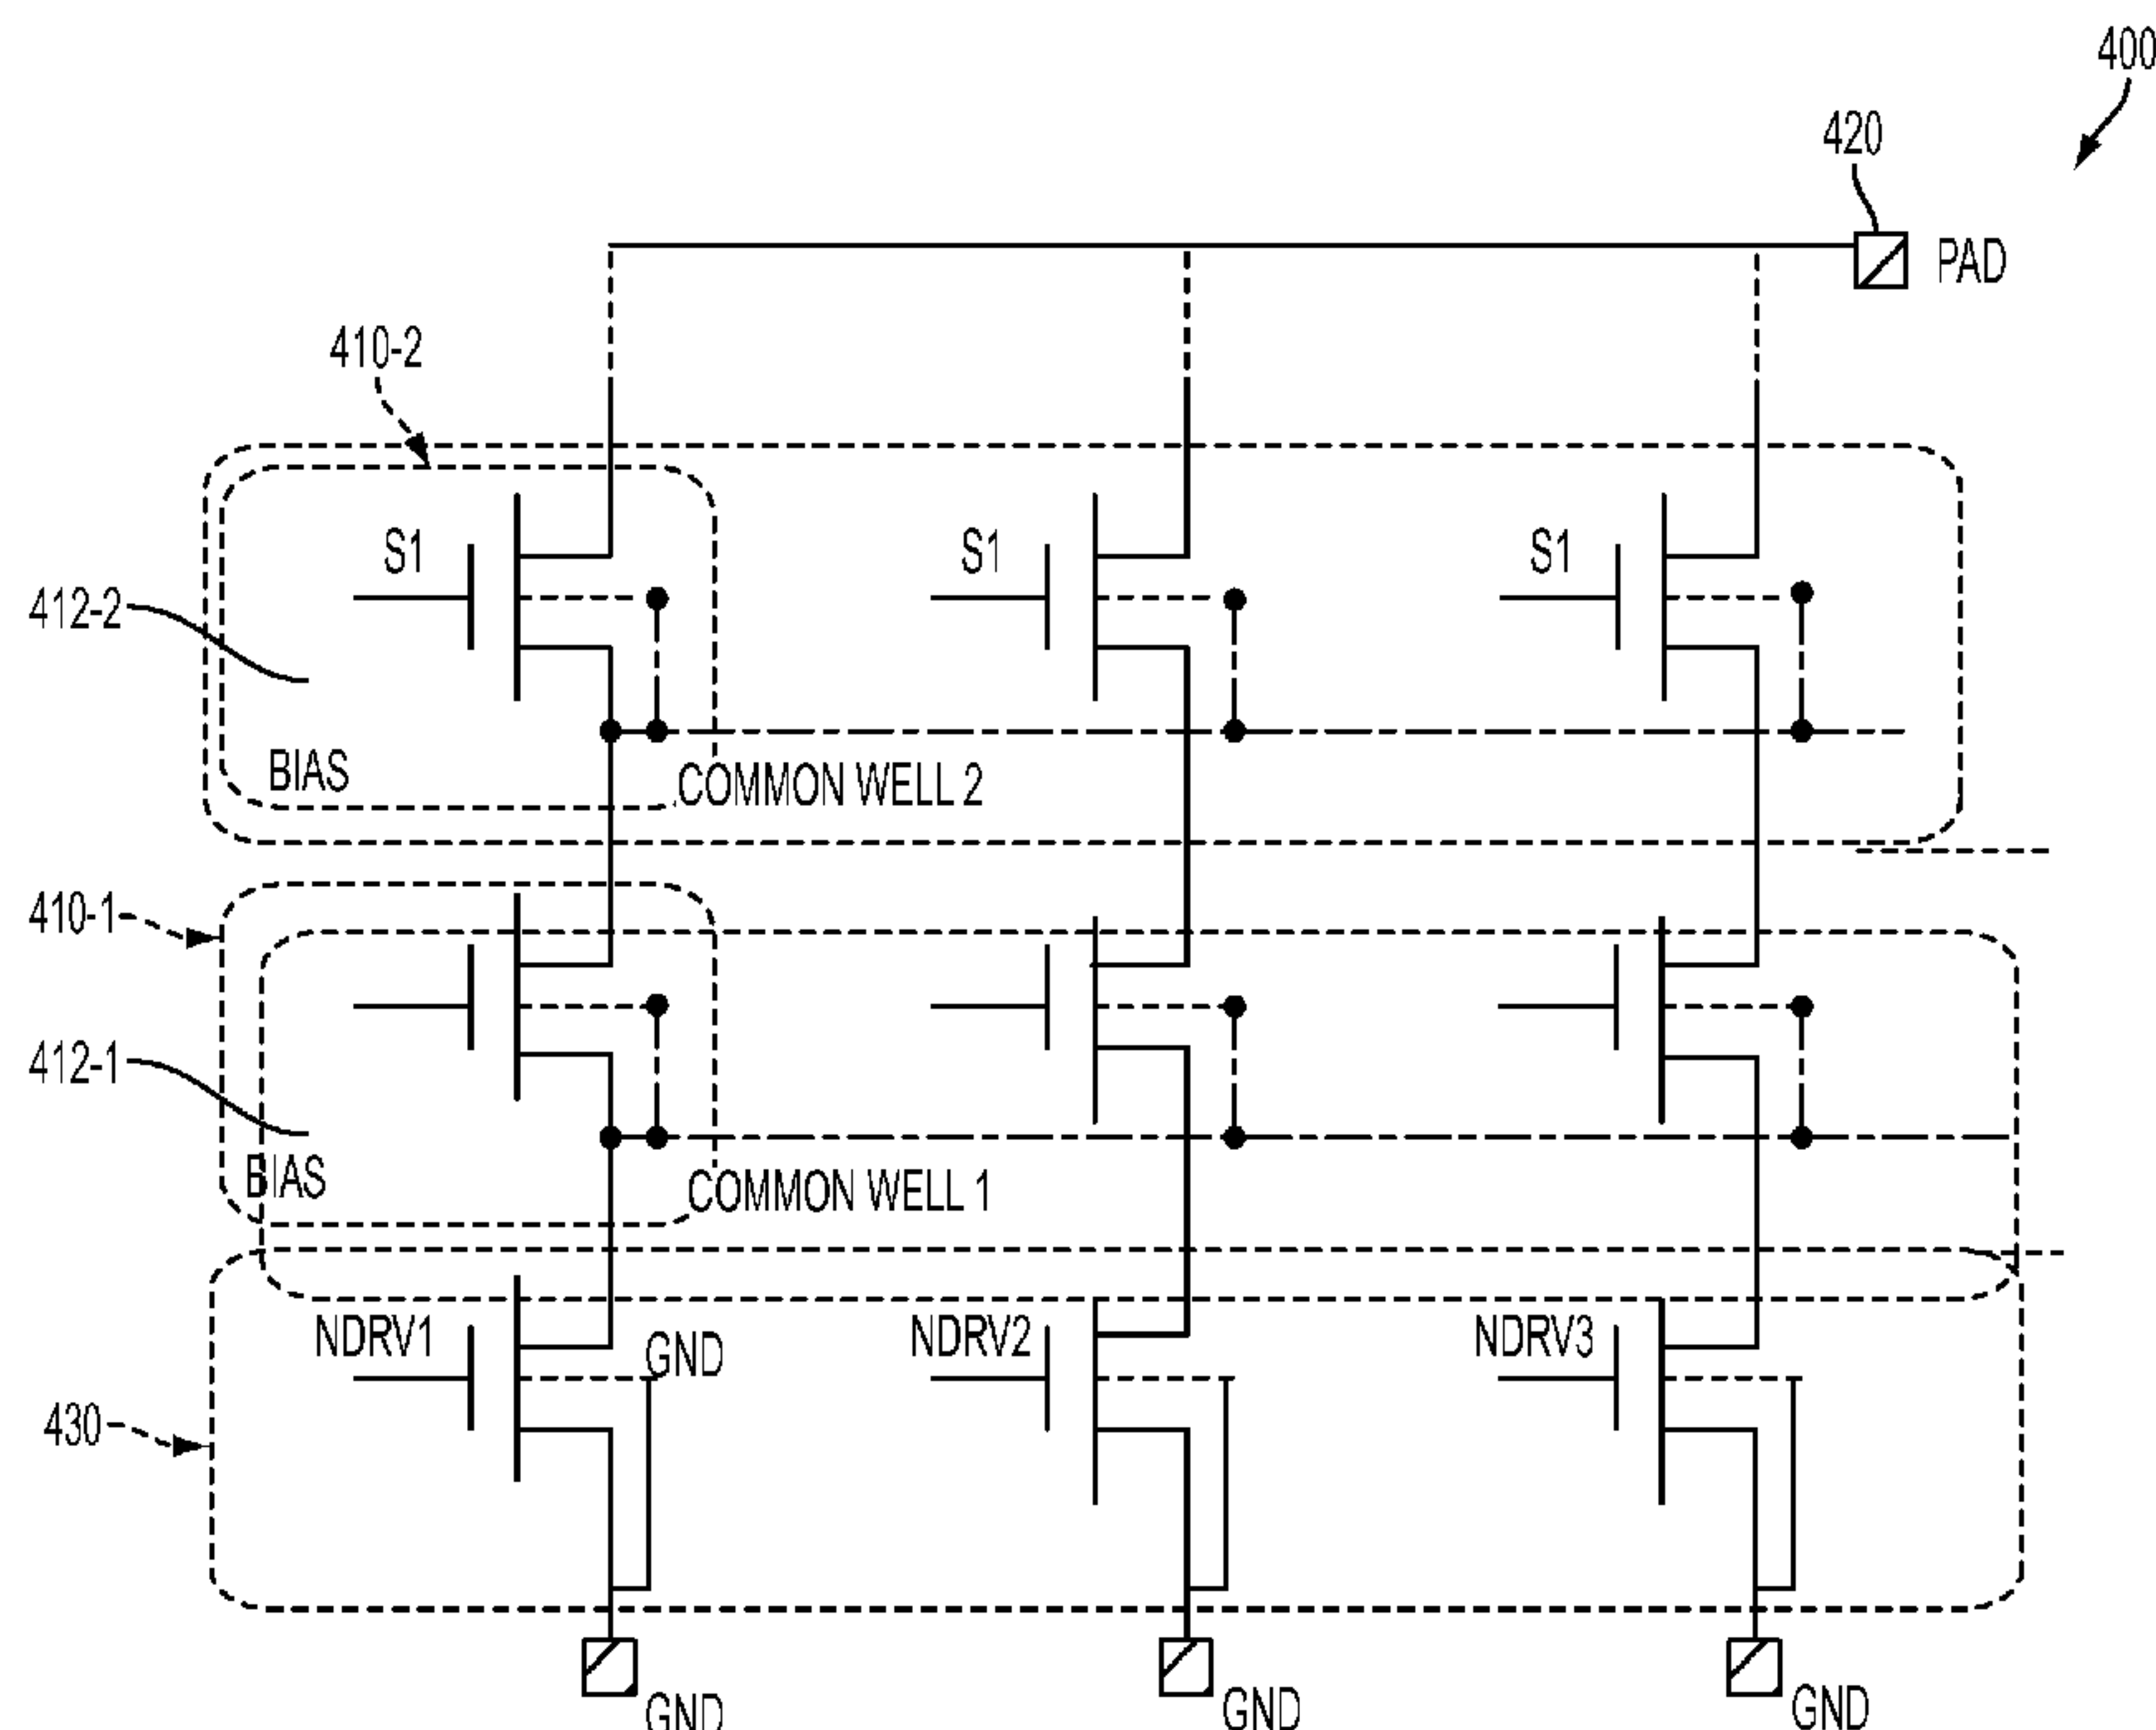 400
420
PAD
410-2
S1
S1
S1
412-2
BIAS
COMMON WELL 2
410-1
412-1
BIAS
COMMON WELL 1
NDRV1
GND
NDRV2
NDRV3
430
GND
GND
GND